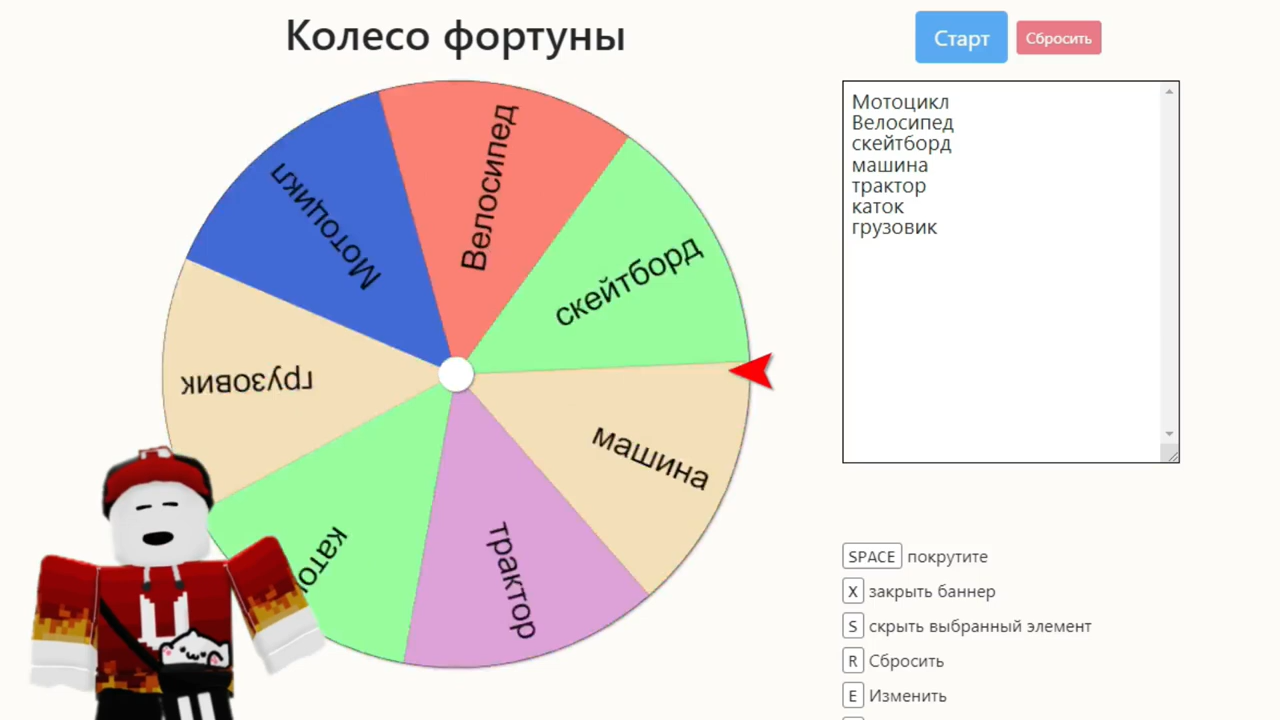 Колесо фортуны
Старт
Сбросить
Мотоцикл
Велосипед
скейтборд
машина
трактор
каток
грузовик
Велосипед
Мотоцикл
скейтборд
грузовик
машина
трактор
като
SPACE покрутите
X закрыть баннер
S скрыть выбранный элемент
R Сбросить
E Изменить